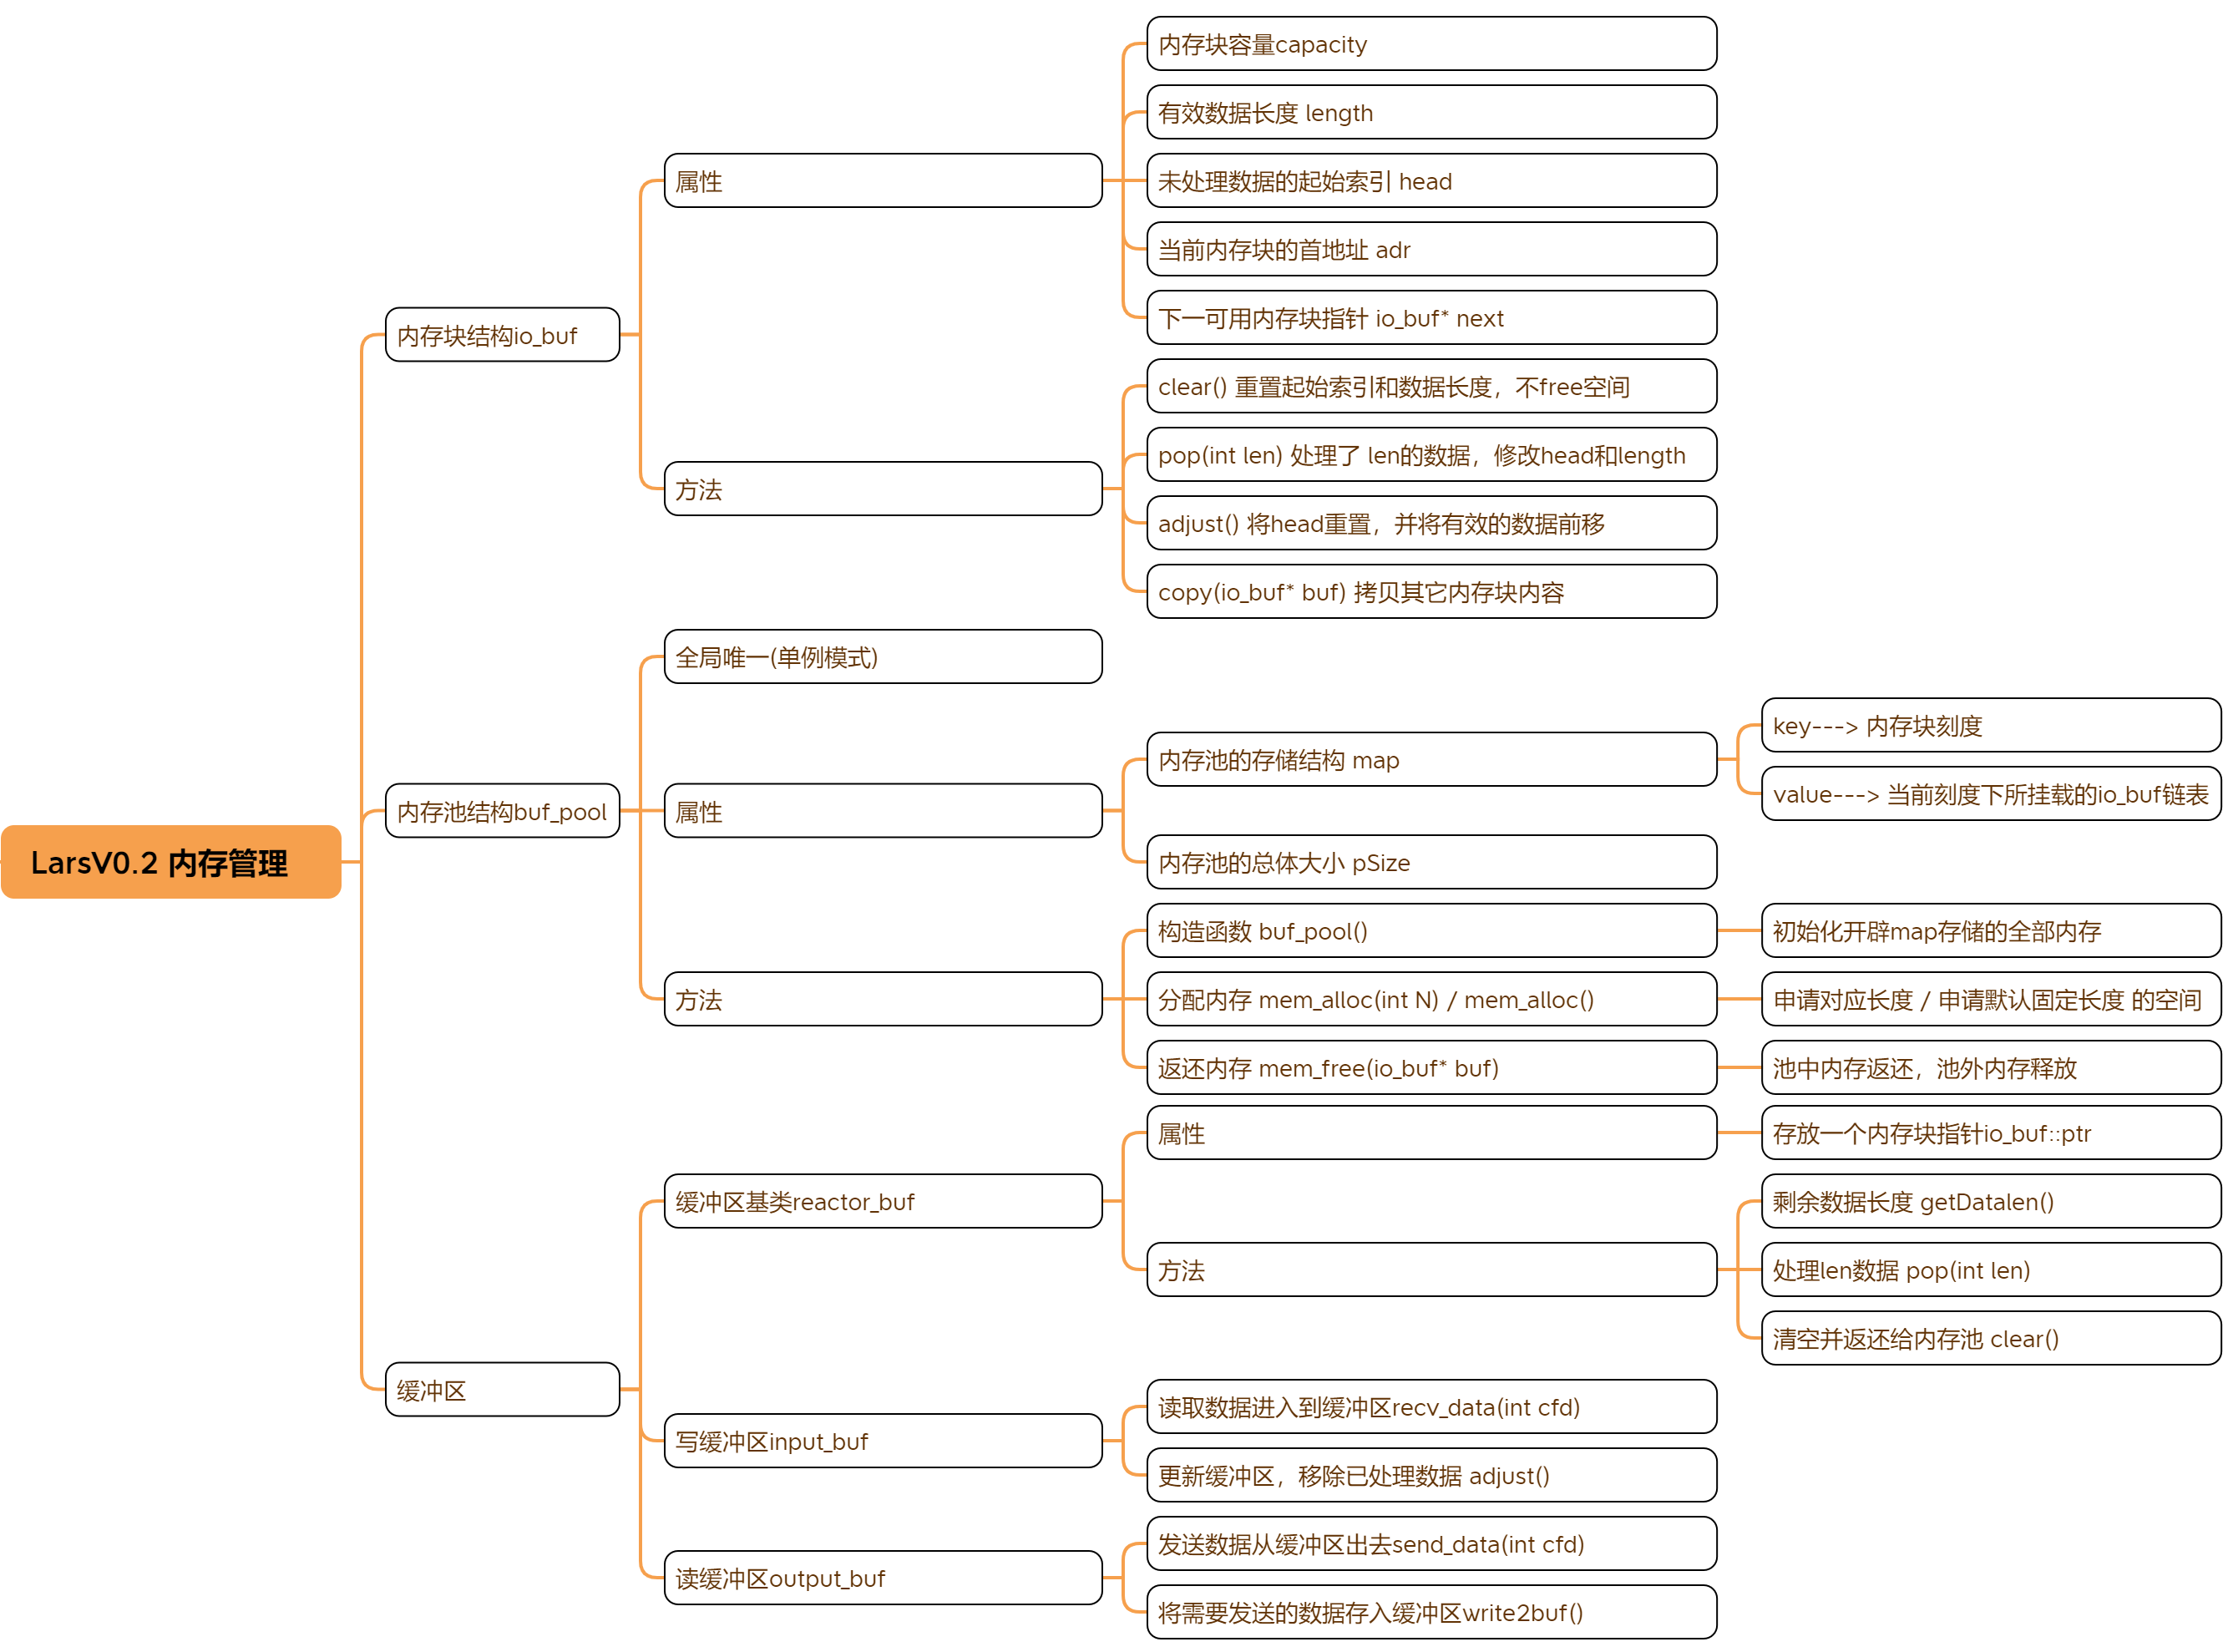 LarsV0.2 内存管理
内存块结构io_buf
属性
内存块容量capacity
有效数据长度 length
未处理数据的起始索引 head
当前内存块的首地址 adr
下一可用内存块指针 io_buf* next
方法
clear() 重置起始索引和数据长度，不free空间
pop(int len) 处理了 len的数据，修改head和length
adjust() 将head重置，并将有效的数据前移
copy(io_buf* buf) 拷贝其它内存块内容
内存池结构buf_pool
全局唯一(单例模式)
属性
内存池的存储结构 map
key---> 内存块刻度
value---> 当前刻度下所挂载的io_buf链表
内存池的总体大小 pSize
方法
构造函数 buf_pool()
初始化开辟map存储的全部内存
分配内存 mem_alloc(int N) / mem_alloc()
申请对应长度 / 申请默认固定长度 的空间
返还内存 mem_free(io_buf* buf)
池中内存返还，池外内存释放
缓冲区
缓冲区基类reactor_buf
属性
存放一个内存块指针io_buf::ptr
方法
剩余数据长度 getDatalen()
处理len数据 pop(int len)
清空并返还给内存池 clear()
写缓冲区input_buf
读取数据进入到缓冲区recv_data(int cfd)
更新缓冲区，移除已处理数据 adjust()
读缓冲区output_buf
发送数据从缓冲区出去send_data(int cfd)
将需要发送的数据存入缓冲区write2buf()